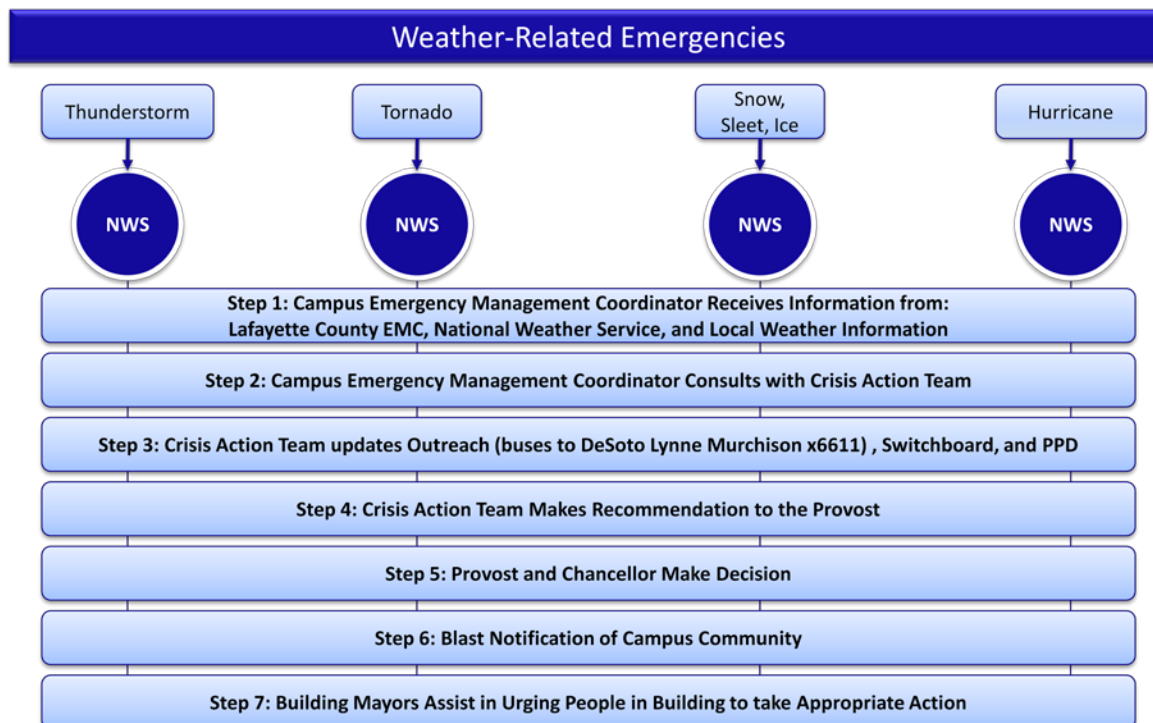 Weather-Related Emergencies
Thunderstorm
Tornado
Snow,
Sleet, Ice
Hurricane
NWS
NWS
NWS
NWS
Step 1: Campus Emergency Management Coordinator Receives Information from:
Lafayette County EMC, National Weather Service, and Local Weather Information
Step 2: Campus Emergency Management Coordinator Consults with Crisis Action Team
Step 3: Crisis Action Team updates Outreach (buses to DeSoto Lynne Murchison x6611) , Switchboard, and PPD
Step 4: Crisis Action Team Makes Recommendation to the Provost
Step 5: Provost and Chancellor Make Decision
Step 6: Blast Notification of Campus Community
Step 7: Building Mayors Assist in Urging People in Building to take Appropriate Action